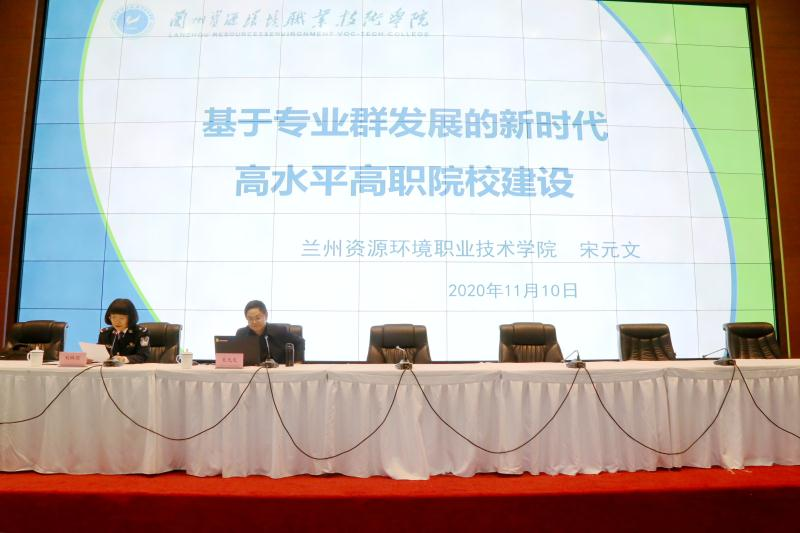 兰州资源环境职业技术学院
LANZHOU RESOURCES&ENVIRONMENT VOC-TECH COLLEGE
基于专业群发展的新时代
高水平高职院校建设
兰州资源环境职业技术学院 宋元文
2020年11月10日
宋元文